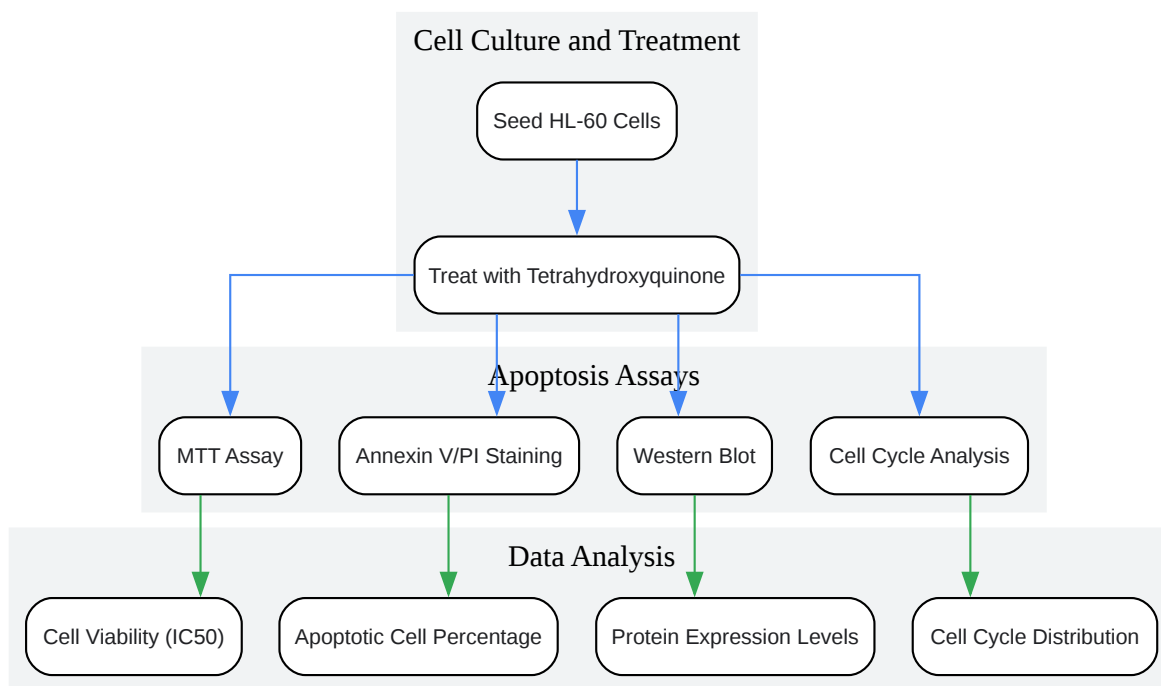 Cell Culture and Treatment
Seed HL-60 Cells
Treat with Tetrahydroxyquinone
Apoptosis Assays
MTT Assay
Annexin V/PI Staining
Western Blot
Cell Cycle Analysis
Data Analysis
Cell Viability (IC50)
Apoptotic Cell Percentage
Protein Expression Levels
Cell Cycle Distribution